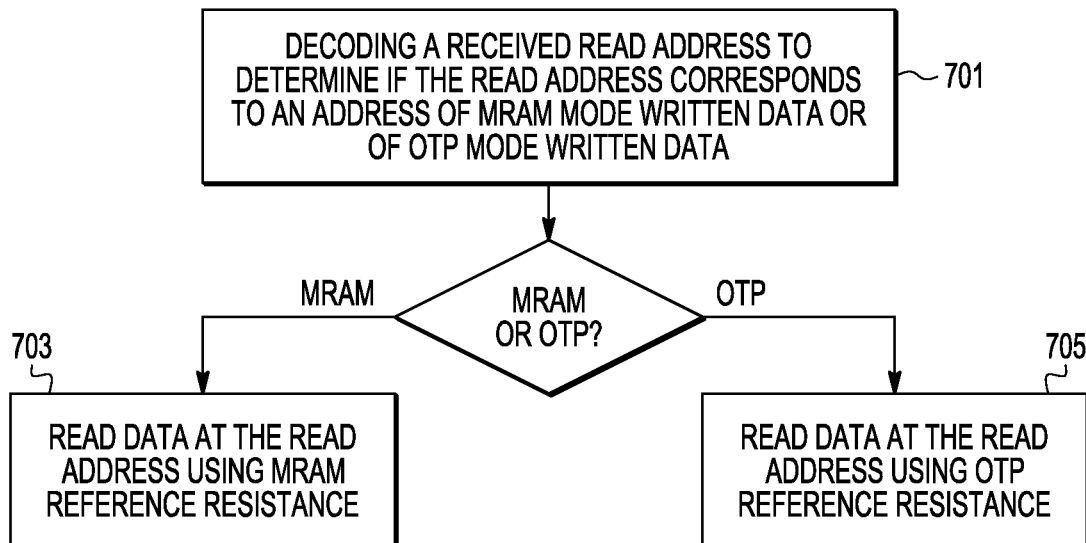 DECODING A RECEIVED READ ADDRESS TO
DETERMINE IF THE READ ADDRESS CORRESPONDS
TO AN ADDRESS OF MRAM MODE WRITTEN DATA OR
OF OTP MODE WRITTEN DATA
701
MRAM
MRAM
OR OTP?
OTP
703
READ DATA AT THE READ
ADDRESS USING MRAM
REFERENCE RESISTANCE
705
READ DATA AT THE READ
ADDRESS USING OTP
REFERENCE RESISTANCE